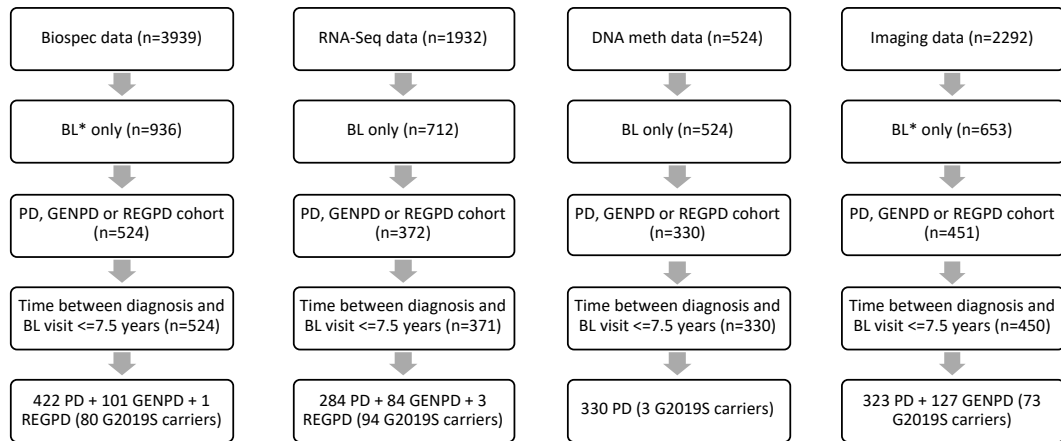 Biospec data (n=3939)
BL* only (n=936)
PD, GENPD or REGPD cohort
(n=524)
Time between diagnosis and
BL visit <=7.5 years (n=524)
422 PD + 101 GENPD + 1
REGPD (80 G2019S carriers)
RNA-Seq data (n=1932)
BL only (n=712)
PD, GENPD or REGPD cohort
(n=372)
Time between diagnosis and
BL visit <=7.5 years (n=371)
284 PD + 84 GENPD + 3
REGPD (94 G2019S carriers)
DNA meth data (n=524)
BL only (n=524)
PD, GENPD or REGPD cohort
(n=330)
Time between diagnosis and
BL visit <=7.5 years (n=330)
330 PD (3 G2019S carriers)
Imaging data (n=2292)
BL* only (n=653)
PD, GENPD or REGPD cohort
(n=451)
Time between diagnosis and
BL visit <=7.5 years (n=450)
323 PD + 127 GENPD (73
G2019S carriers)